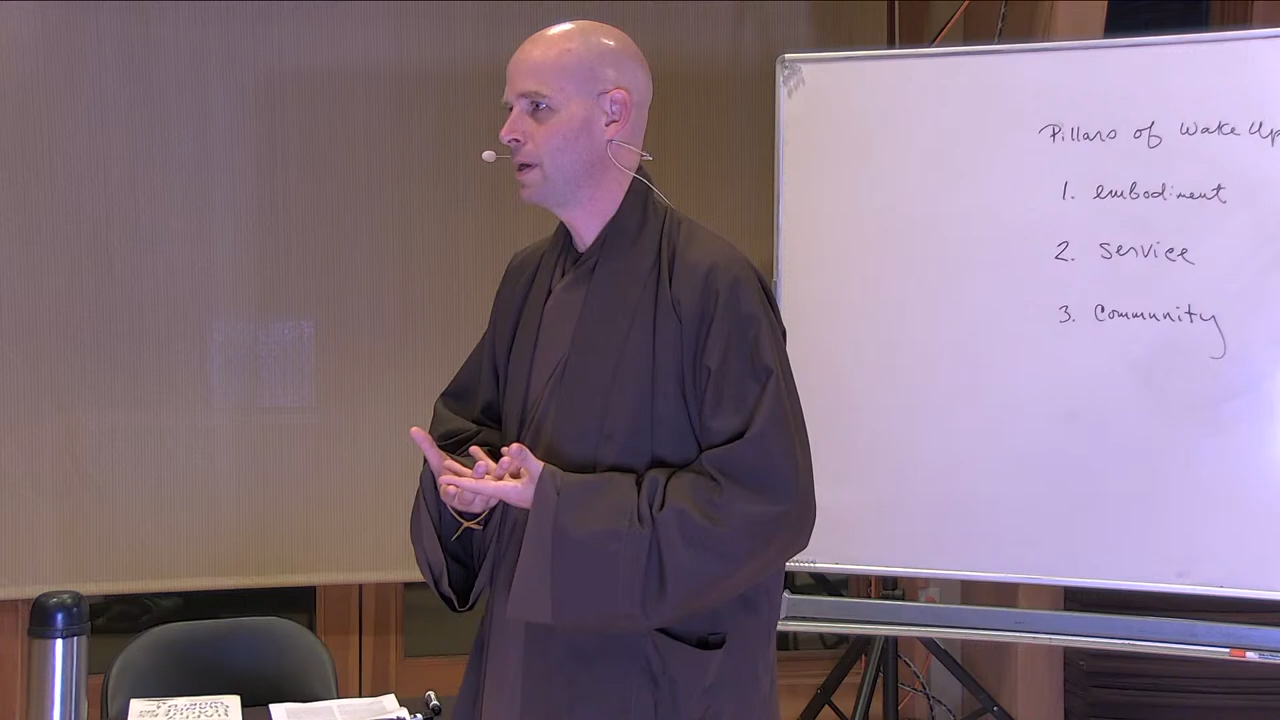 Pillars of Wake Up
1. embodiment
2. Service
3. Community